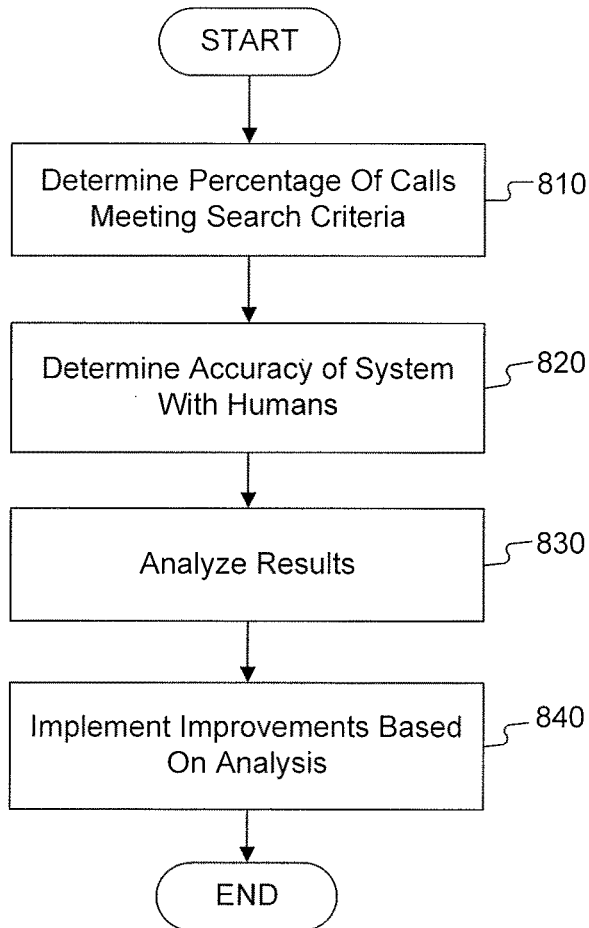 START
Determine Percentage Of Calls
Meeting Search Criteria
810
Determine Accuracy of System
With Humans
820
Analyze Results
830
Implement Improvements Based
On Analysis
840
END